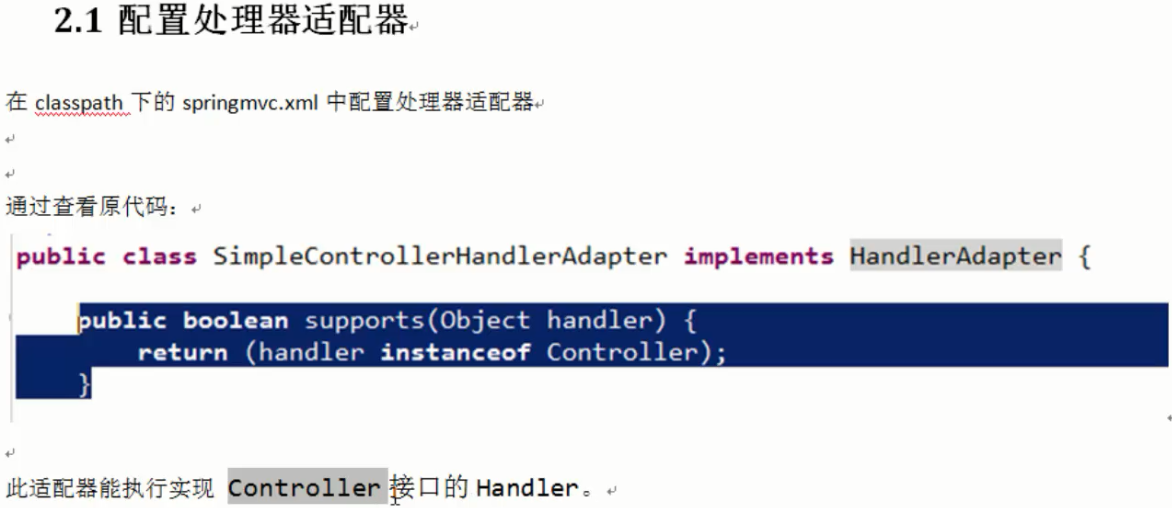 2.1 配置处理器适配器
在 classpath 下的 springmvc.xml 中配置处理器适配器
通过查看原代码：
public class SimpleControllerHandlerAdapter implements HandlerAdapter {
public boolean supports(Object handler) {
return (handler instanceof Controller);
}
此适配器能执行实现 Controller 接口的 Handler。